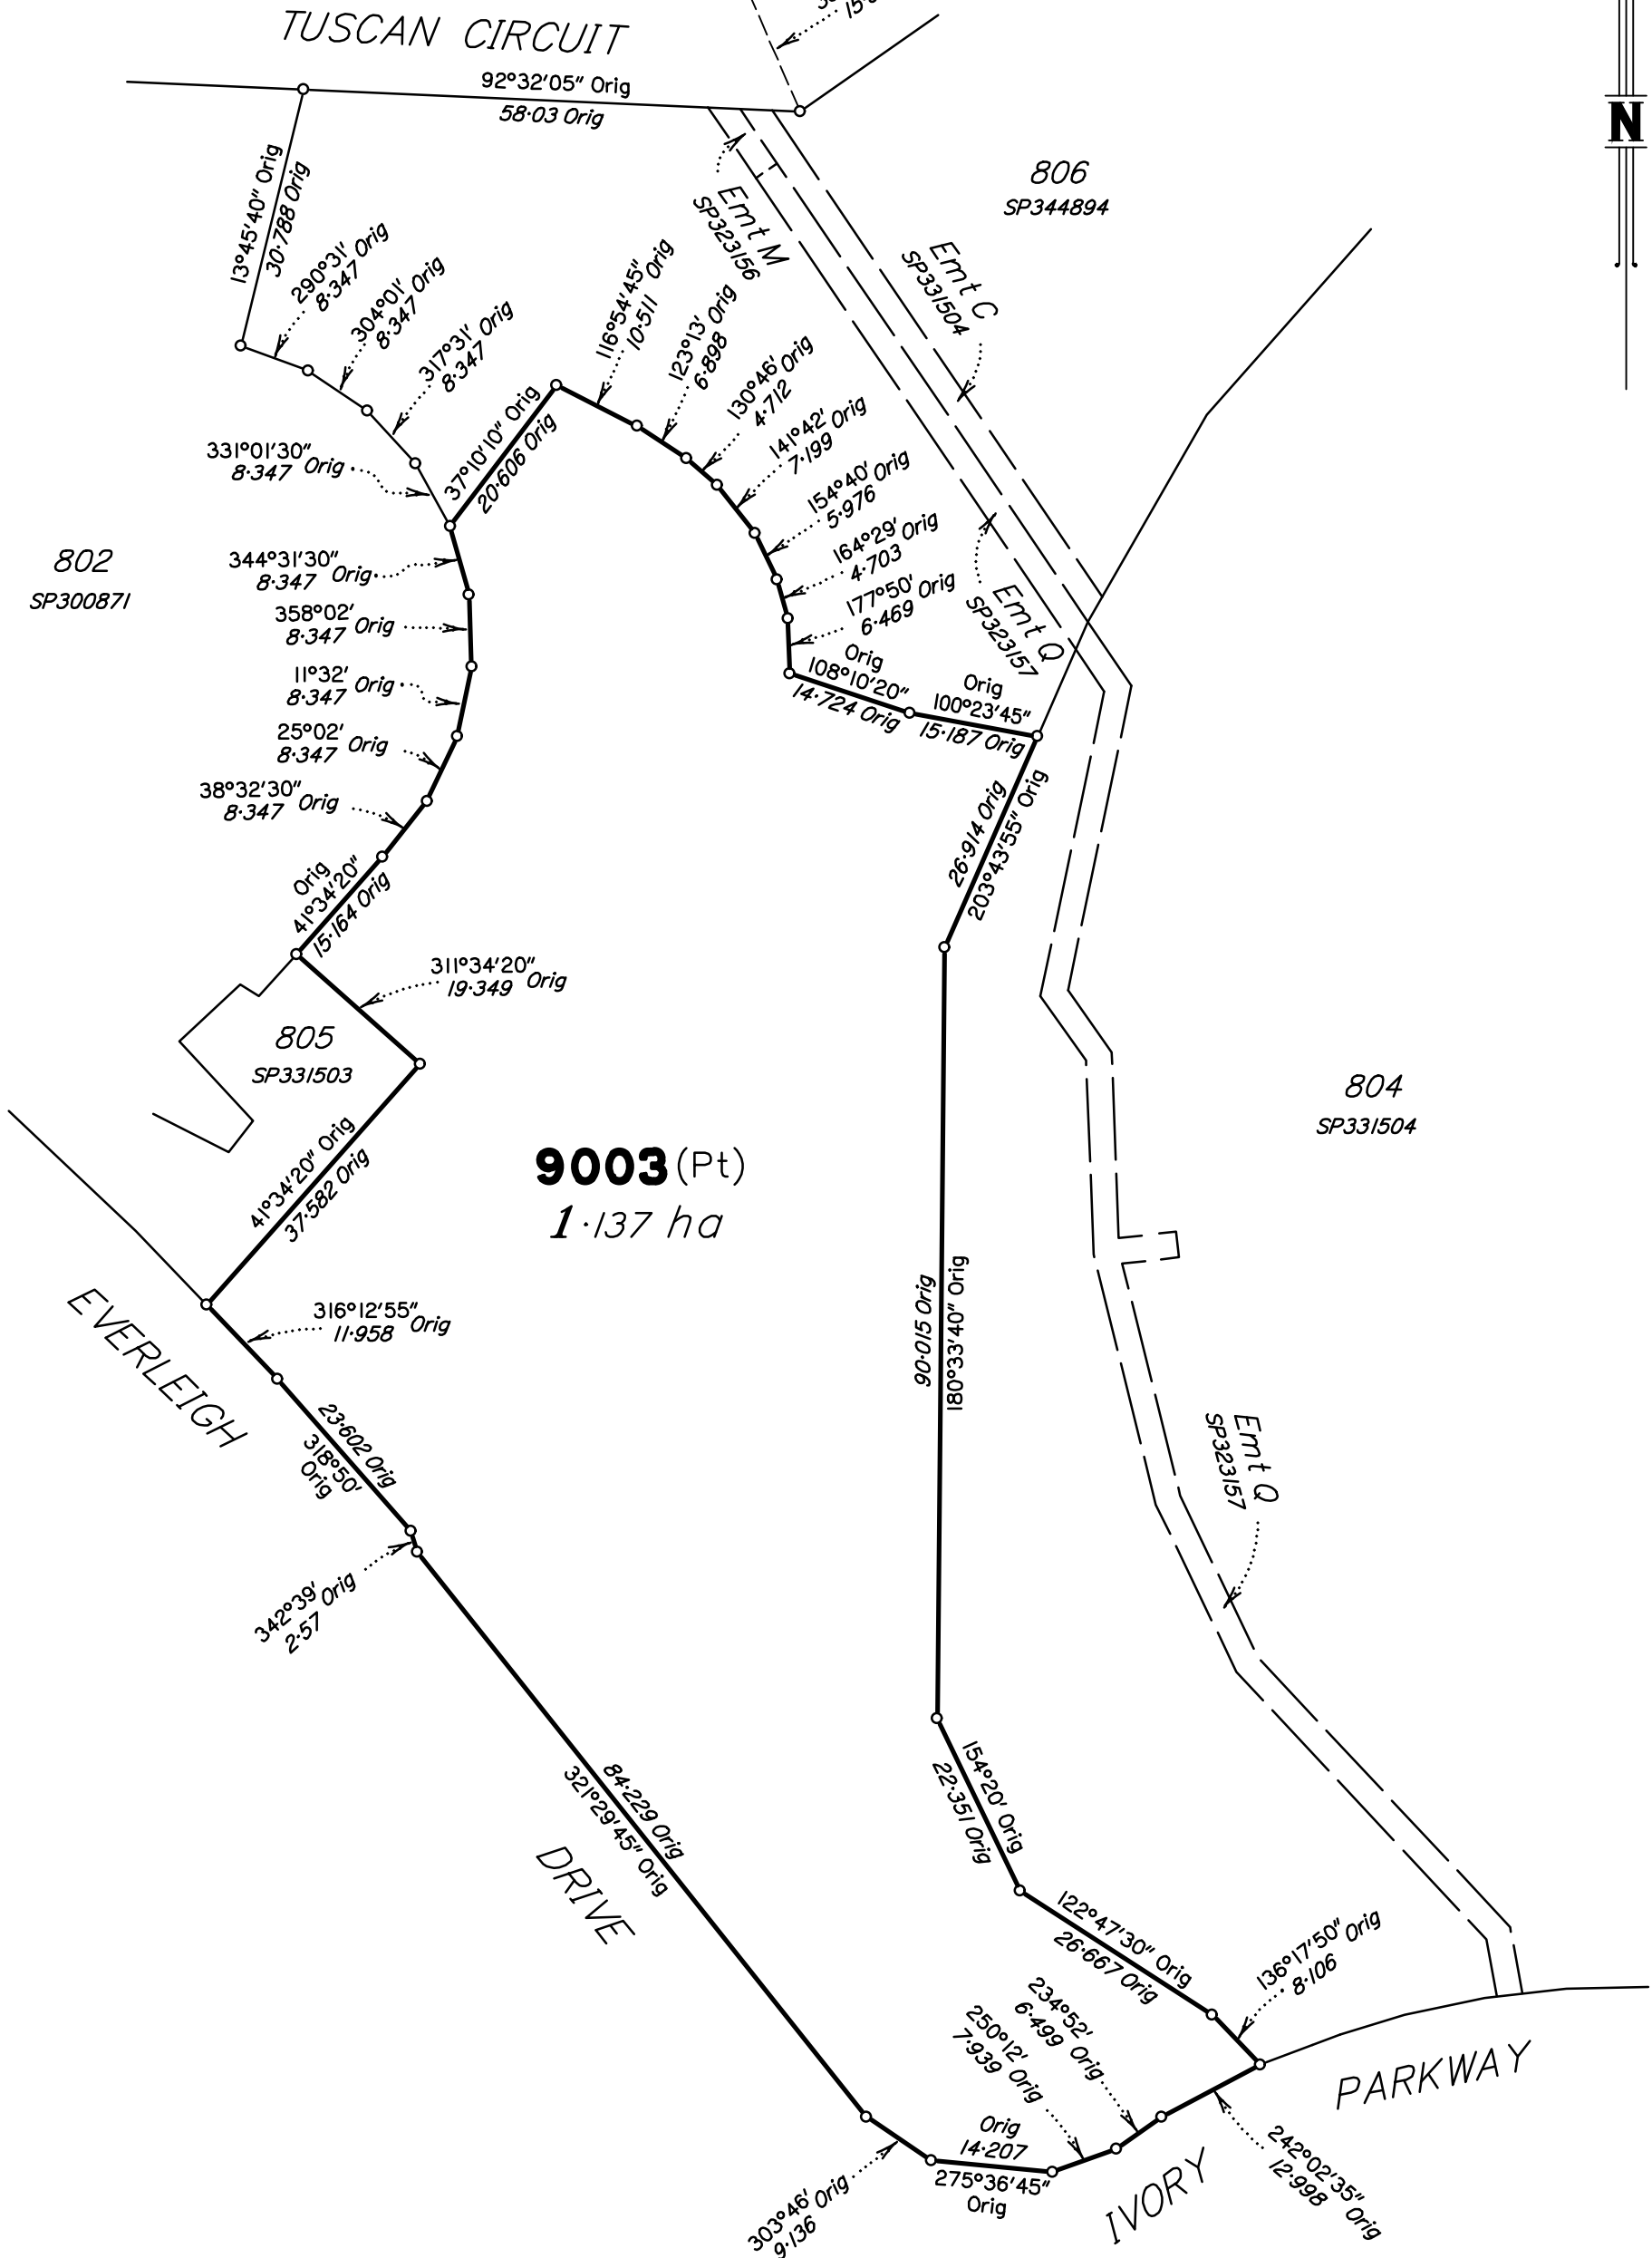 TUSCAN CIRCUIT
92°32'05" Orig
58·03 Orig
N
806
SP344894
13°45'40" Orig
30·788 Orig
290°31' Orig
8·347
304°01' Orig
8·347
317°31' Orig
8·347
331°01'30"
8·347 Orig
37°10'10" Orig
20·606 Orig
116°54'45" Orig
10·511
123°13' Orig
6·898
130°46' Orig
4·712
141°42' Orig
7·199
154°40' Orig
5·976
164°29' Orig
4·703
177°50' Orig
6·469
Emt M
SP323156
Emt C
SP331504
Emt Q
SP323157
802
SP300871
344°31'30"
8·347 Orig
358°02'
8·347 Orig
11°32'
8·347 Orig
25°02'
8·347 Orig
38°32'30"
8·347 Orig
Orig
41°34'20"
15·164 Orig
Orig
108°10'20"
14·724 Orig
Orig
100°23'45"
15·187 Orig
26·914 Orig
203°43'55" Orig
311°34'20"
19·349 Orig
805
SP331503
804
SP331504
41°34'20" Orig
37·582 Orig
9003 (Pt)
1·137 ha
90·015 Orig
180°33'40" Orig
EVERLEIGH
316°12'55"
11·958 Orig
23·602 Orig
318°50'
Orig
342°39' Orig
2·57
Emt Q
SP323157
84·229 Orig
321°29'45" Orig
DRIVE
154°20' Orig
22·351 Orig
122°47'30" Orig
26·667 Orig
136°17'50" Orig
8·106
234°52'
6·499 Orig
250°12'
7·939 Orig
Orig
14·207
275°36'45"
Orig
303°46' Orig
9·136
242°02'35"
12·998 Orig
IVORY
PARKWAY